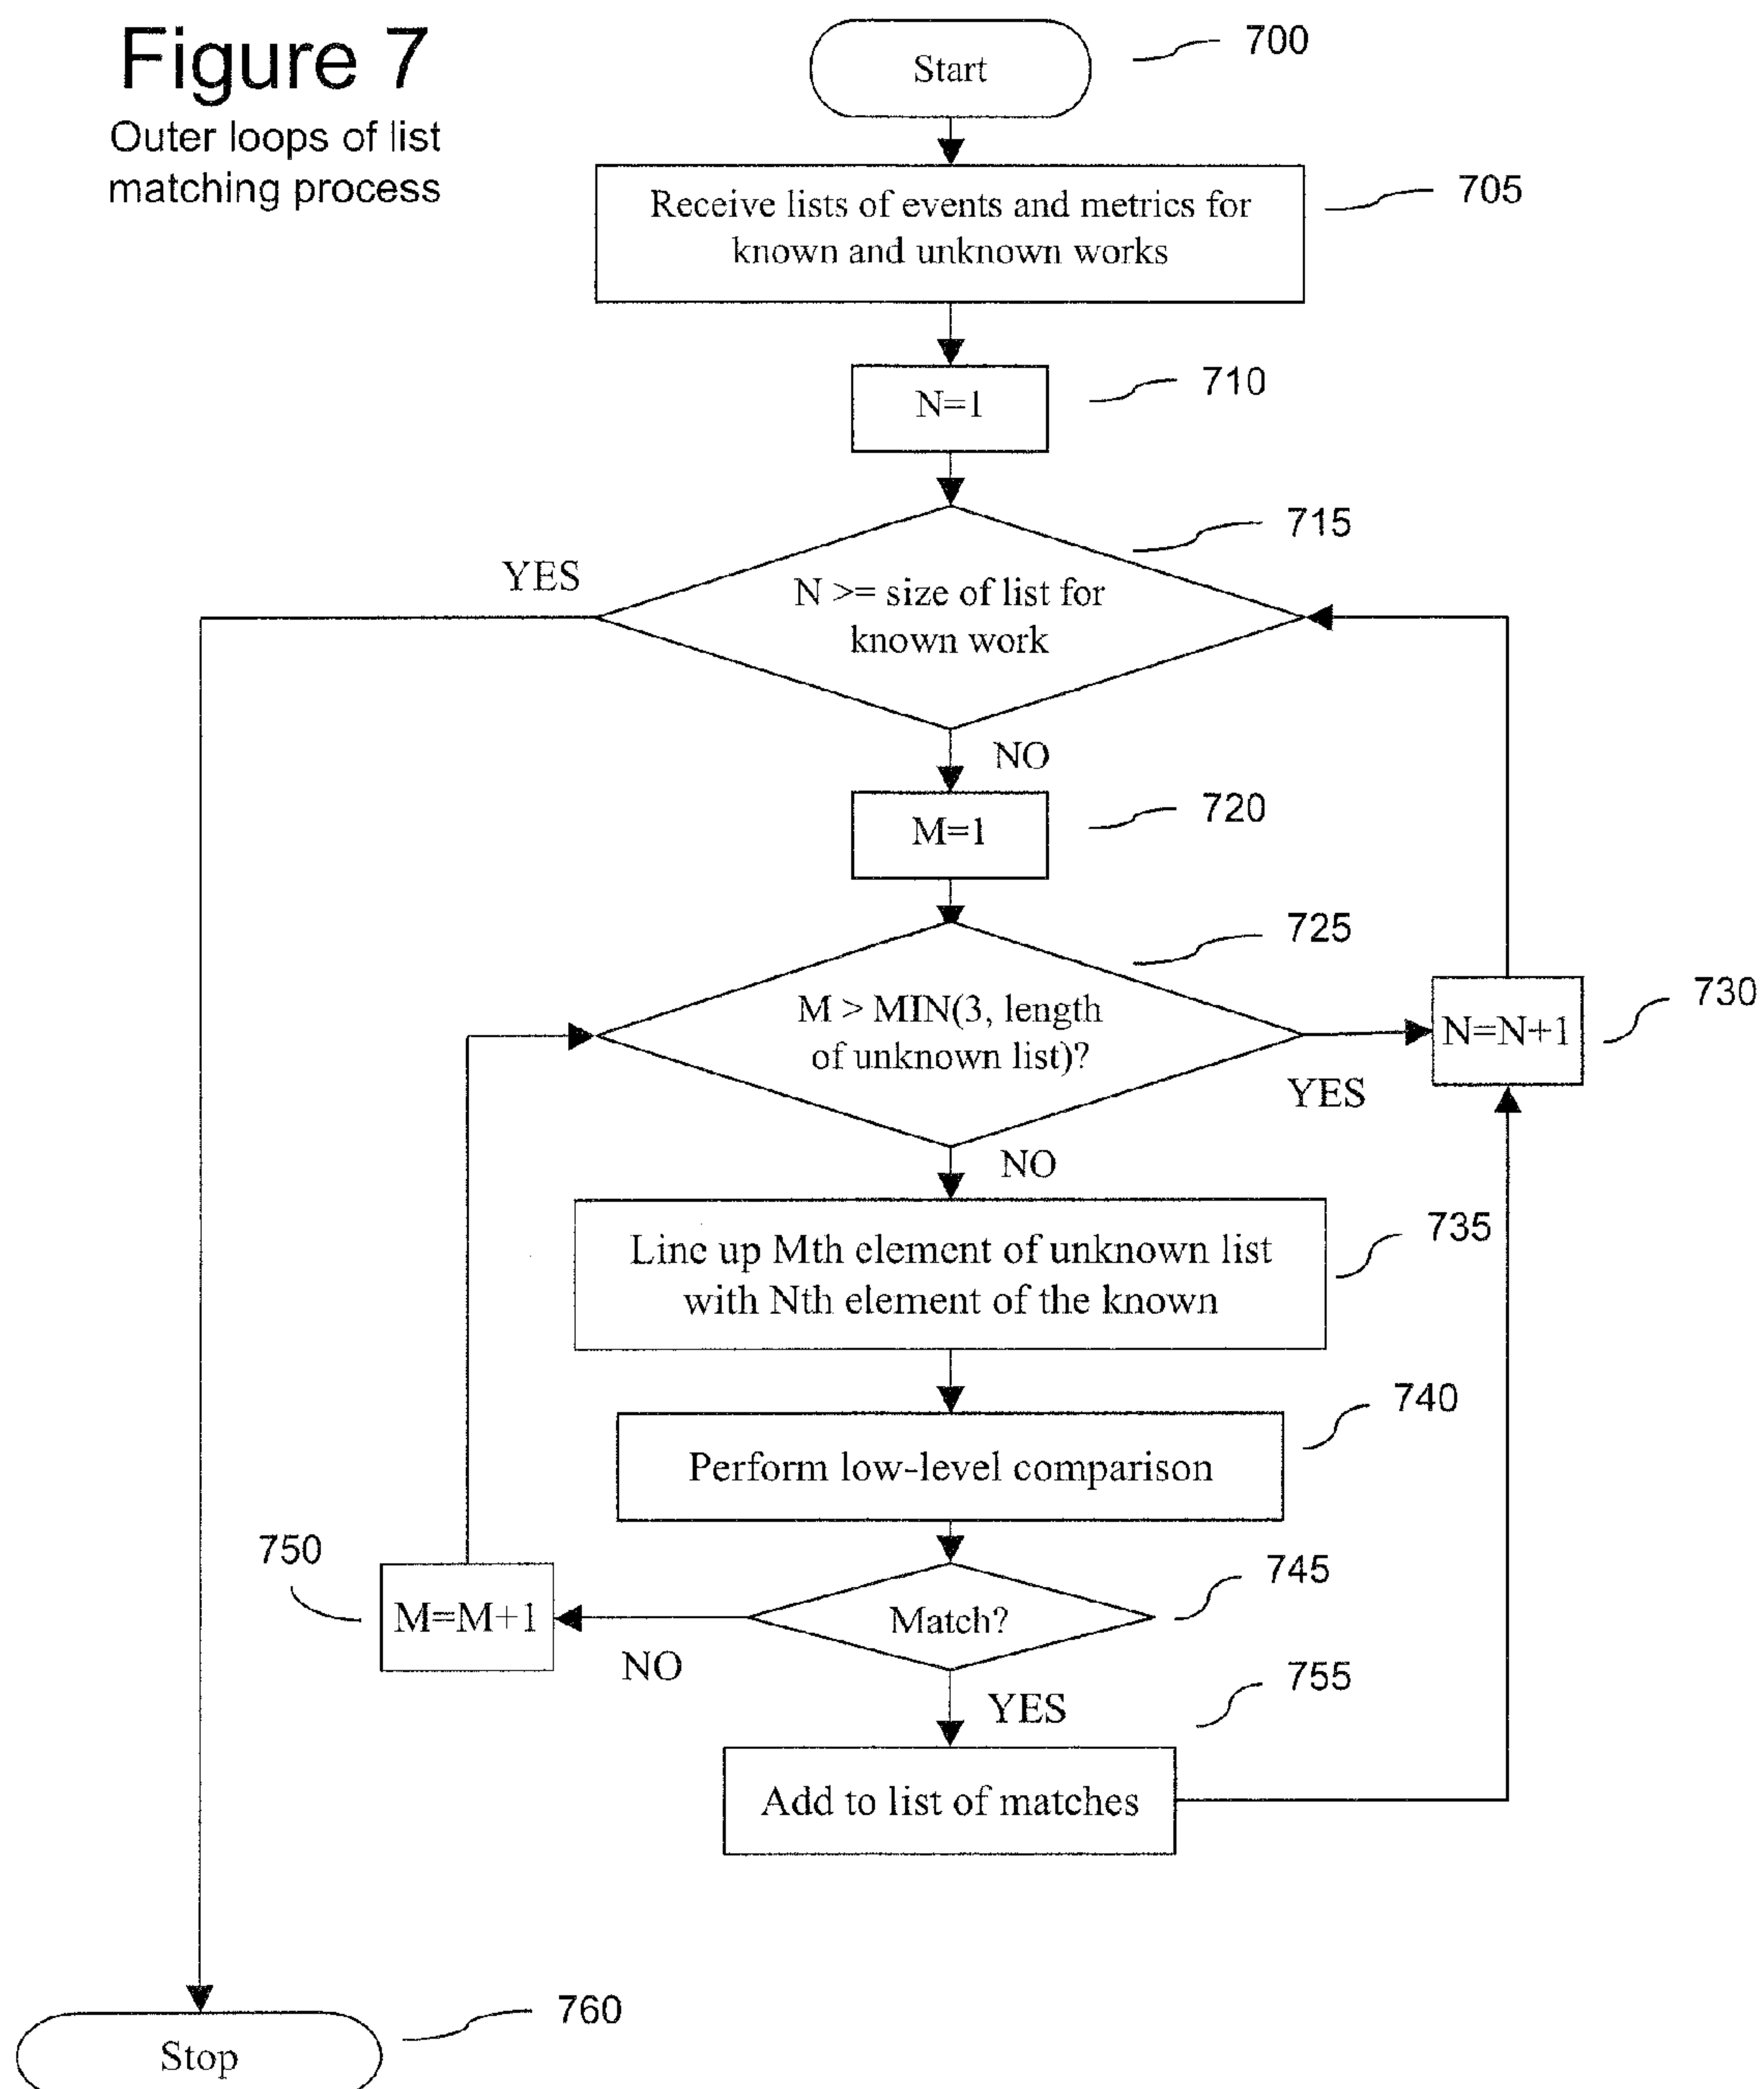 Figure 7
Outer loops of list
matching process
Start
700
Receive lists of events and metrics for
known and unknown works
705
N=1
710
715
YES
N >= size of list for
known work
NO
M=1
720
725
M > MIN(3, length
of unknown list)?
YES
N=N+1
730
NO
Line up Mth element of unknown list
with Nth element of the known
735
Perform low-level comparison
740
745
Match?
NO
M=M+1
750
YES
755
Add to list of matches
Stop
760